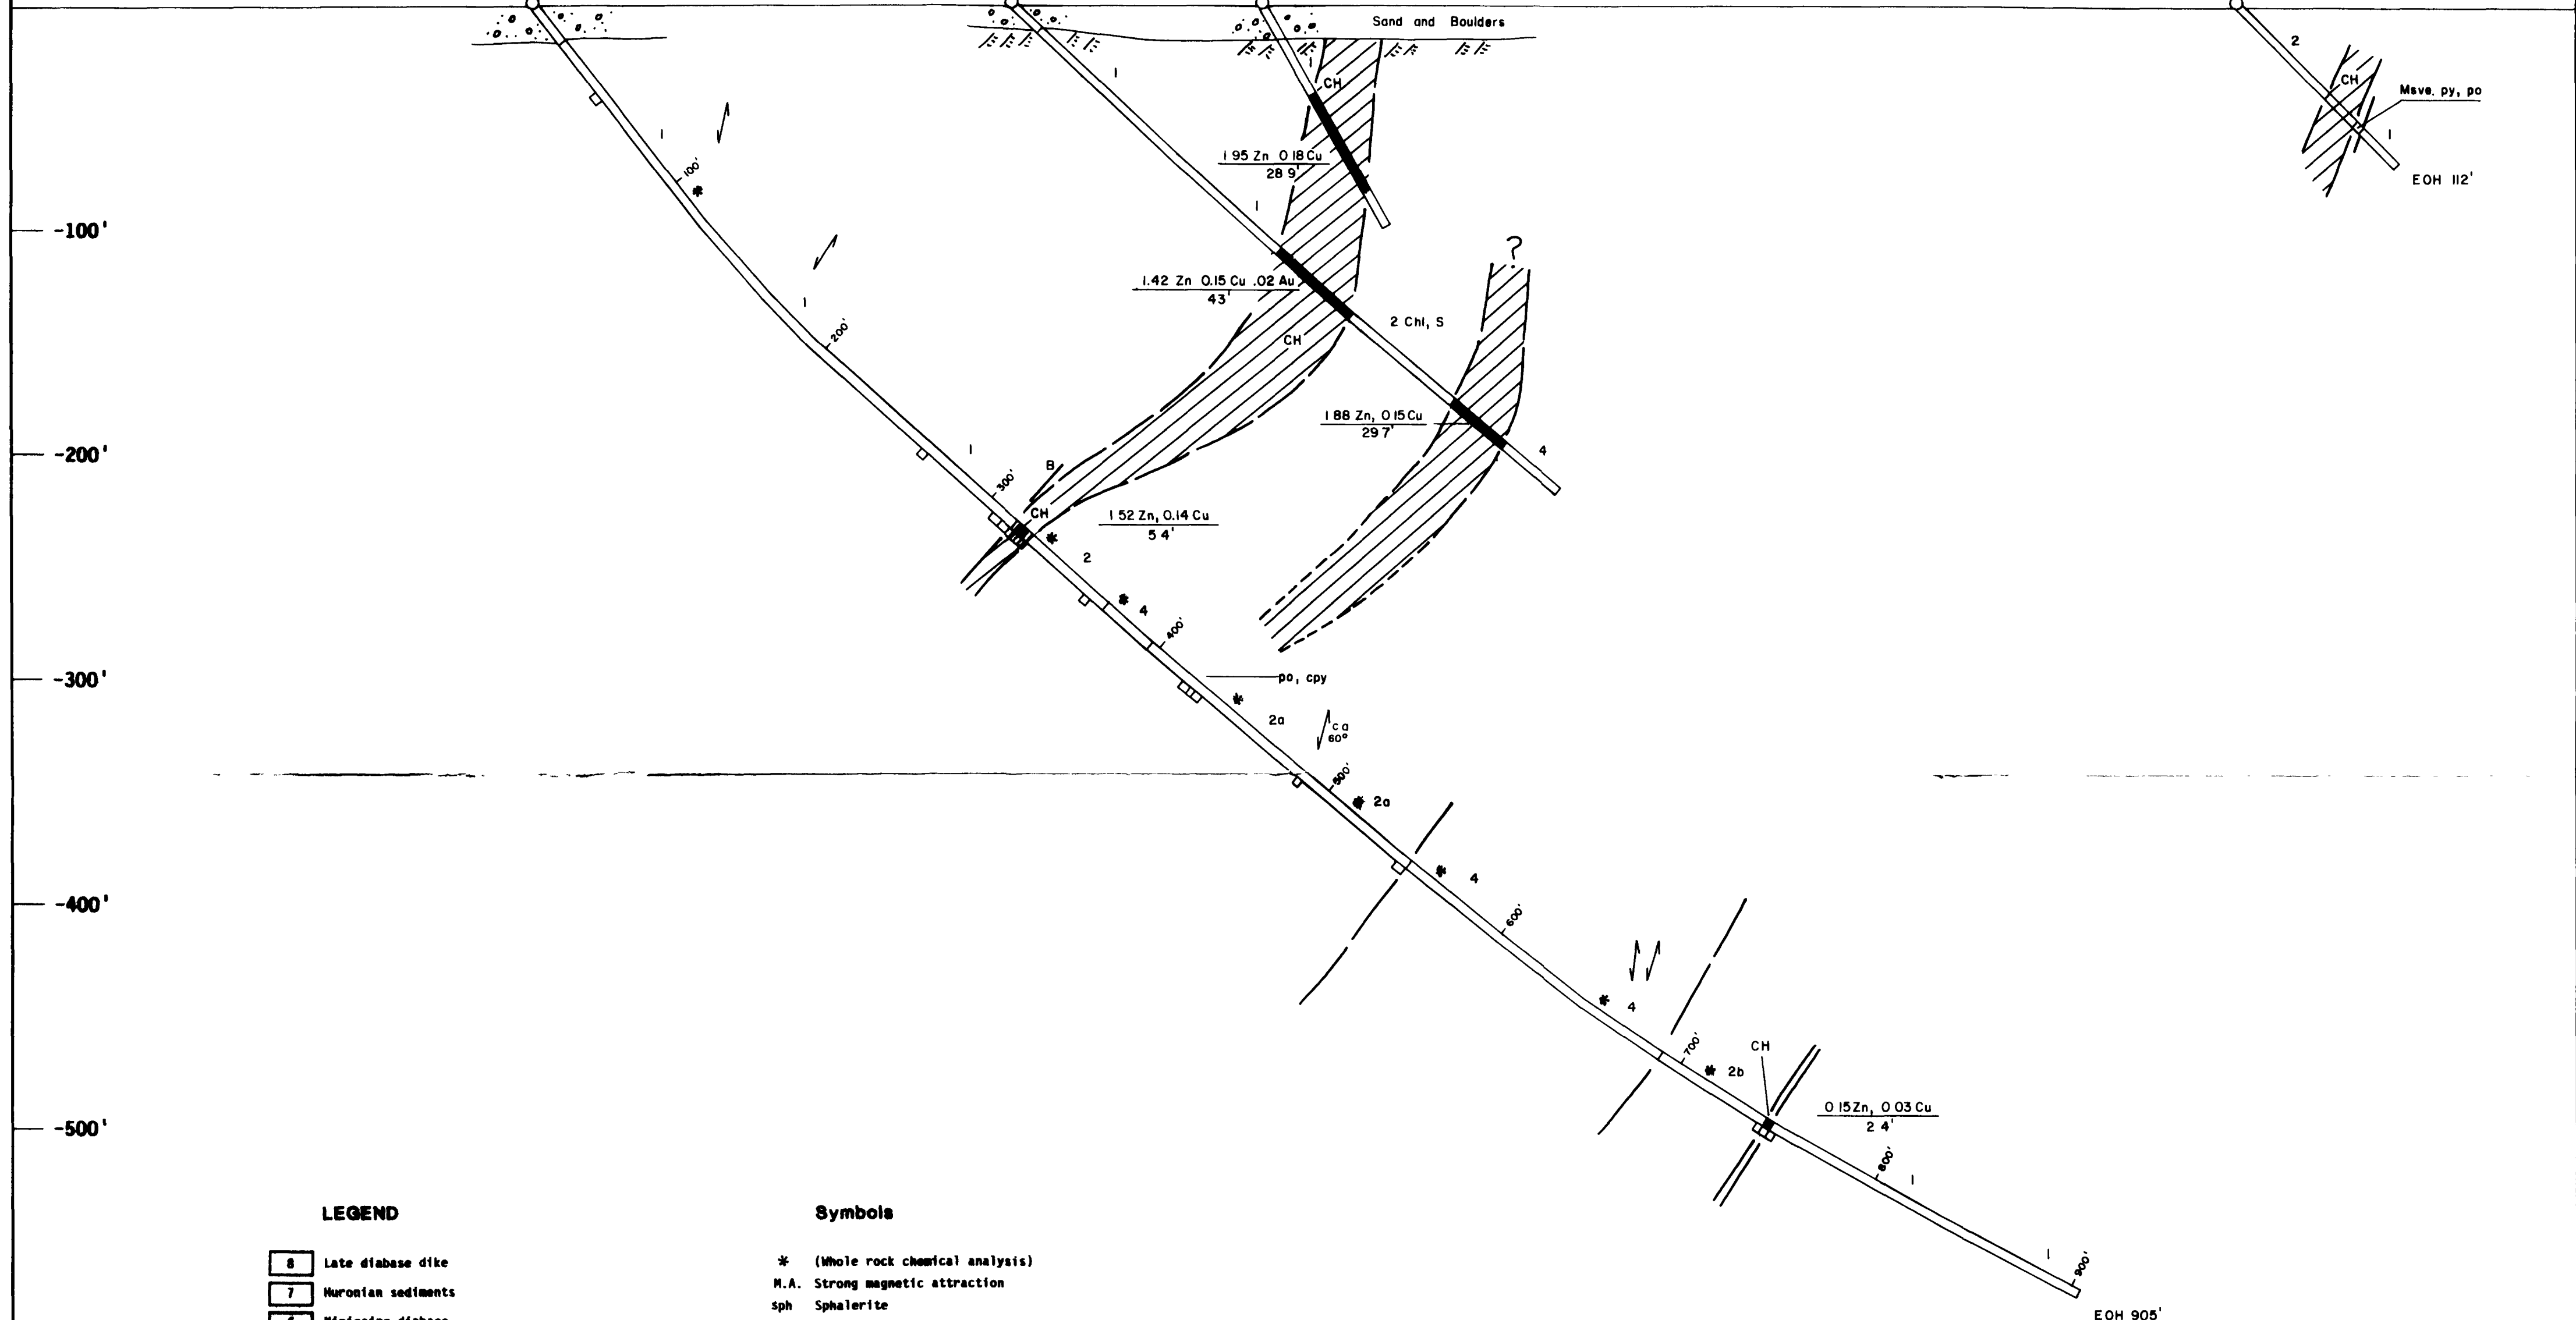 Sand and Boulders
2
1
1
CH
CH
Msve. py, po
1
1
EOH 112'
1.95 Zn 0.18 Cu
28 9'
100'
*
1
-100'
?
1.42 Zn 0.15 Cu .02 Au
43'
1
200'
2 Chl, S
CH
1 88 Zn, 0 15 Cu
29 7'
1
4
-200'
B
300'
CH
1 52 Zn, 0.14 Cu
5 4'
*
2
*
4
400'
-300'
po, cpy
*
2a
ca
60°
500'
* 2a
*
4
-400'
600'
*
4
700'
CH
* 2b
0 15 Zn, 0 03 Cu
2 4'
-500'
800'
1
1
900'
EOH 905'
LEGEND
8 Late diabase dike
7 Huronian sediments
Symbols
* (Whole rock chemical analysis)
M.A. Strong magnetic attraction
sph Sphalerite